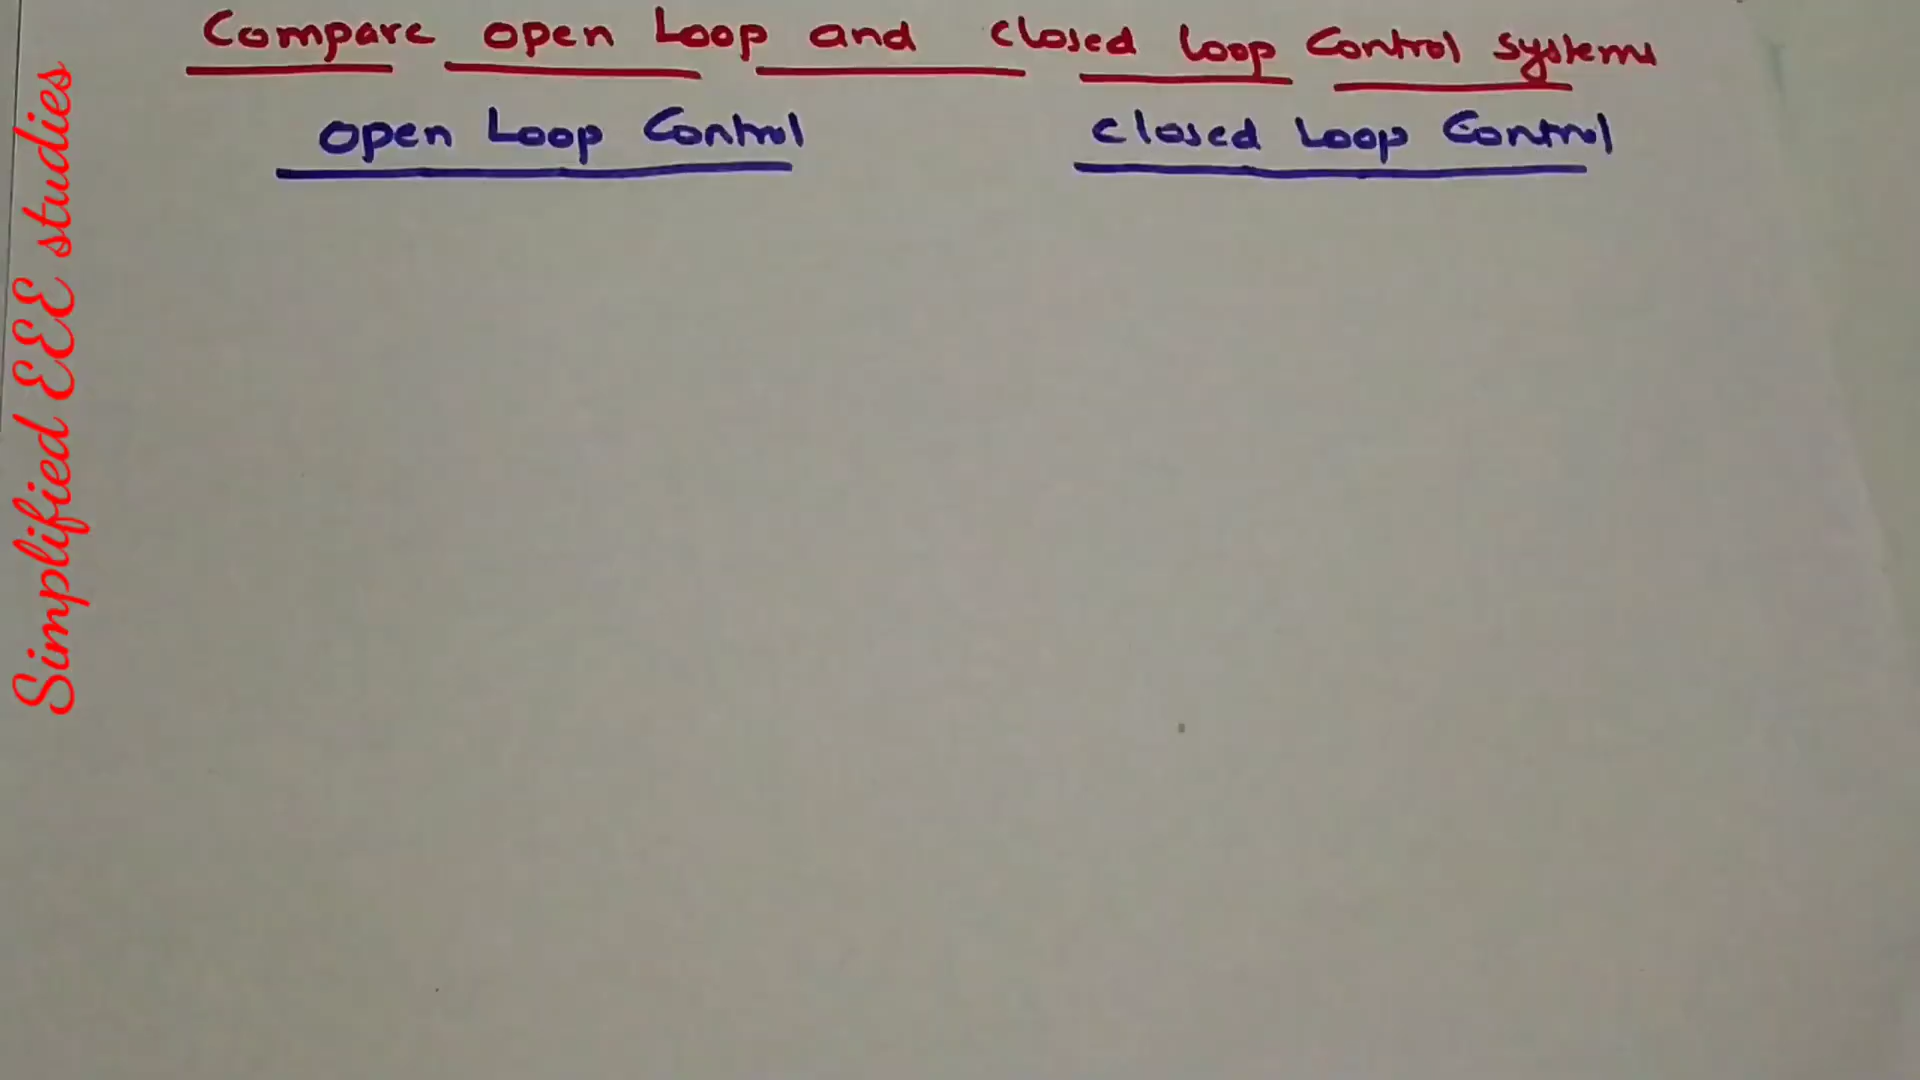 Compare open Loop and closed loop Control systems
open Loop Control
closed Loop Control
Simplified EEE studies